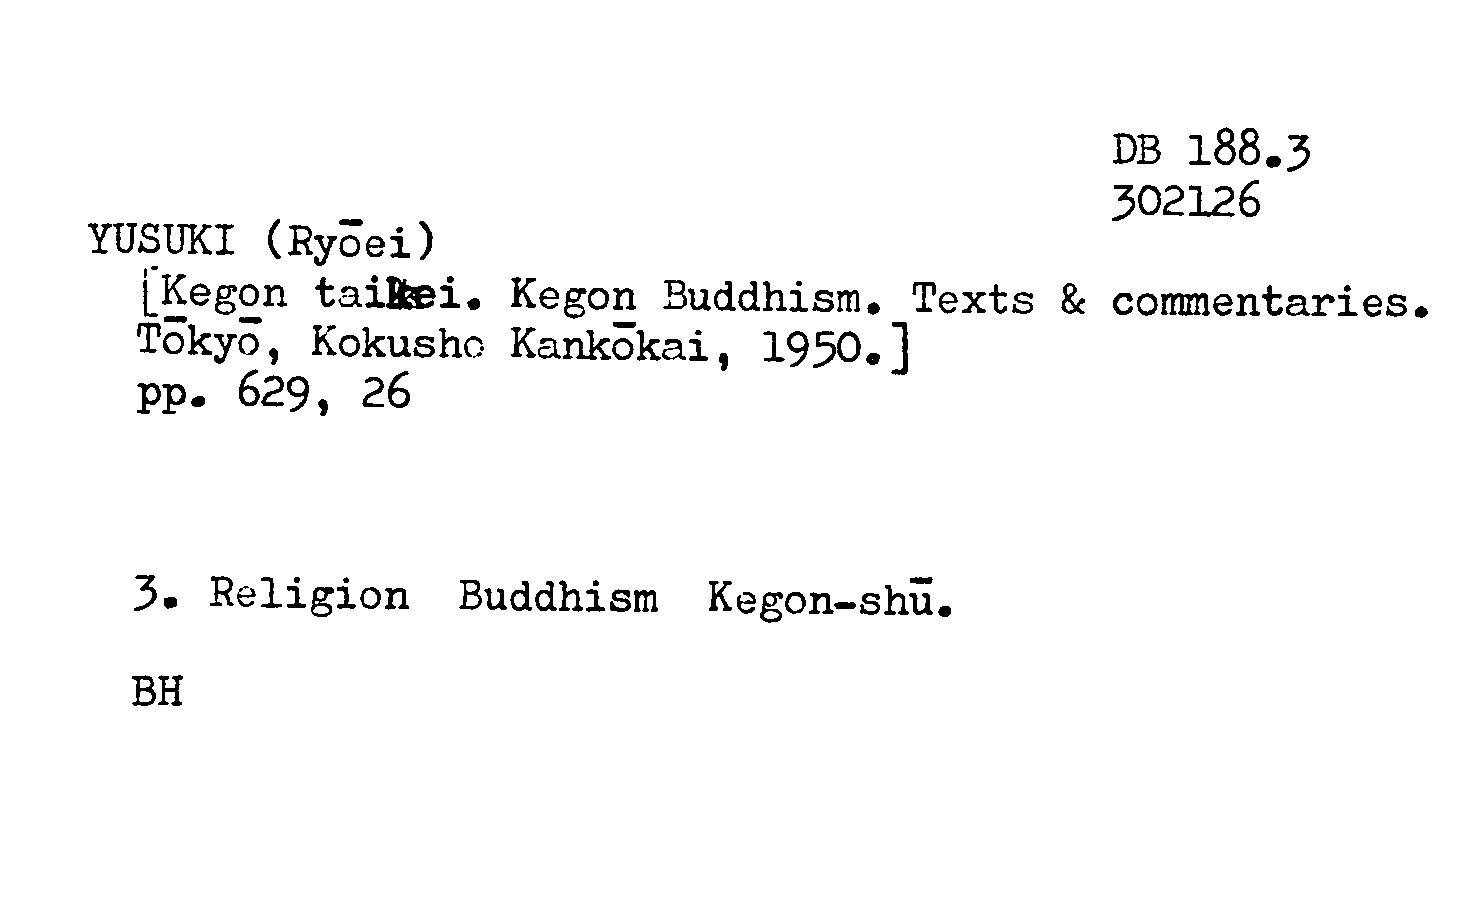 DB 188.3
302126
YUSUKI (Ryōei)
[Kegon taikei. Kegon Buddhism. Texts & commentaries.
Tōkyō, Kokusho Kankōkai, 1950.]
pp. 629, 26
3. Religion Buddhism Kegon-shū.
BH